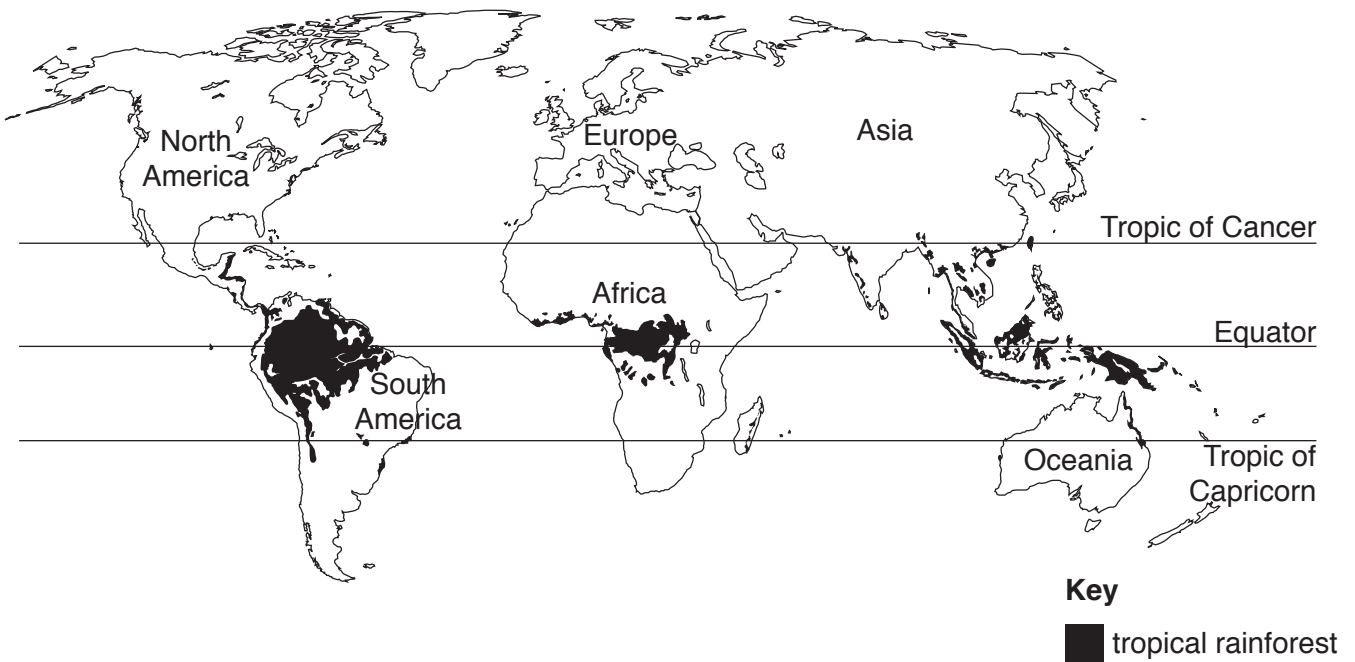 North
America
Europe
Asia
Tropic of Cancer
Africa
Equator
South
America
Oceania
Tropic of
Capricorn
Key
tropical rainforest